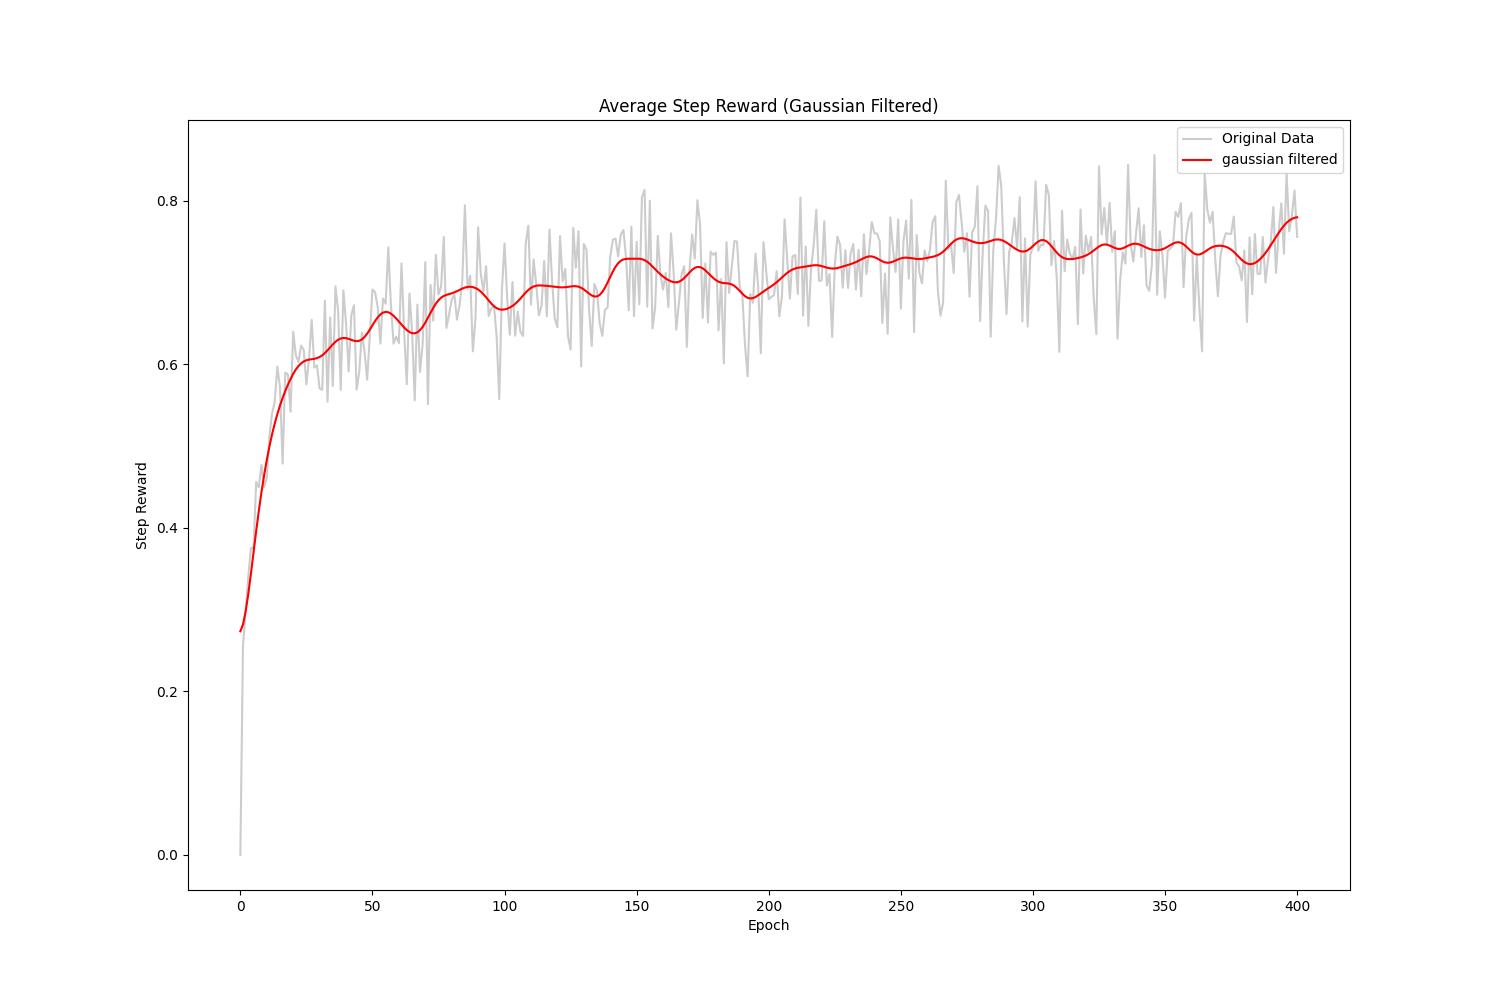 Average Step Reward (Gaussian Filtered)
Original Data
gaussian filtered
0.8
0.6
0.4
0.2
0.0
Step Reward
0 50 100 150 200 250 300 350 400
Epoch